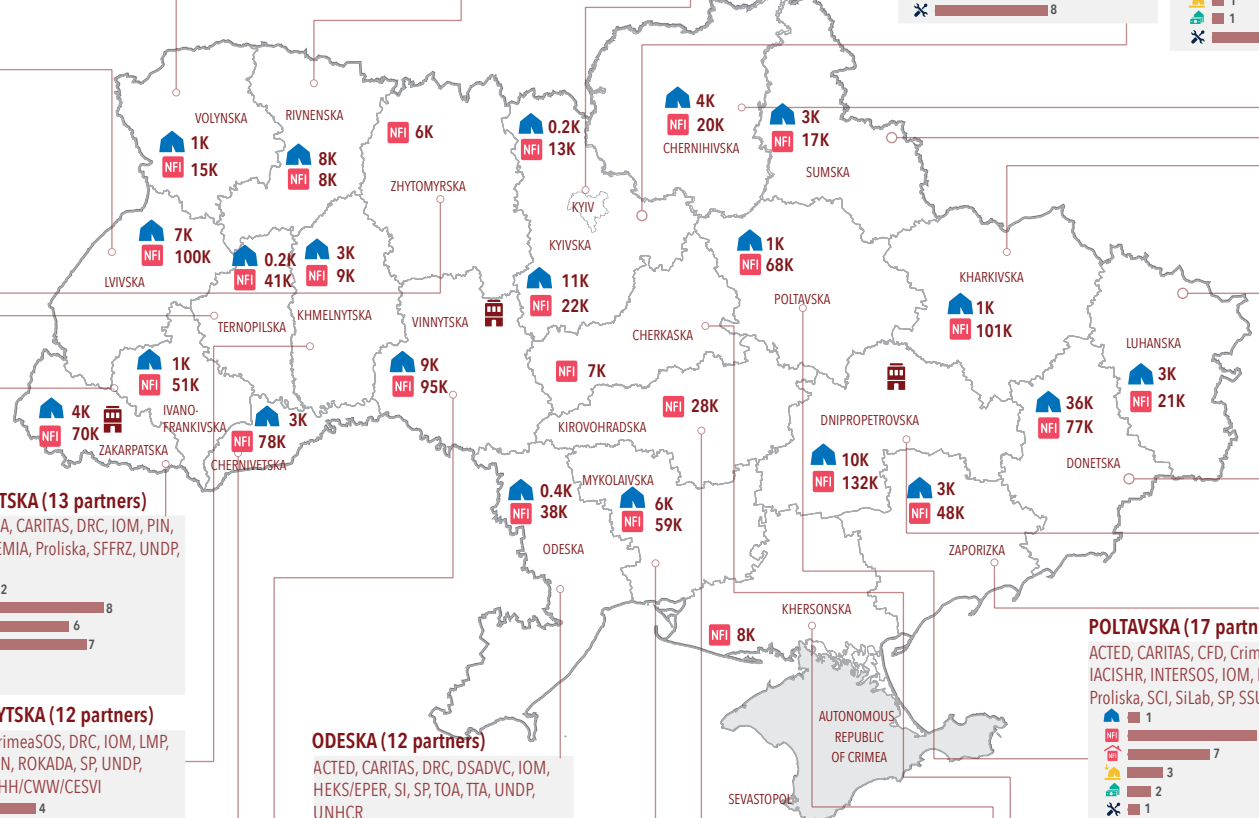 8
1
1
VOLYNSKA
1K
NFI 15K
RIVNENSKA
8K
NFI 8K
NFI 6K
ZHYTOMYRSKA
0.2K
NFI 13K
KYIV
KYIVSKA
11K
NFI 22K
4K
NFI 20K
CHERNIHIVSKA
3K
NFI 17K
SUMSKA
7K
NFI 100K
LVIVSKA
0.2K
NFI 41K
TERNOPILSKA
3K
NFI 9K
KHMELNYTSKA
VINNYTSKA
9K
NFI 95K
1K
NFI 68K
POLTAVSKA
KHARKIVSKA
1K
NFI 101K
CHERKASKA
NFI 7K
LUHANSKA
3K
NFI 21K
1K
NFI 51K
IVANO-
FRANKIVSKA
4K
NFI 70K
ZAKARPATSKA
3K
NFI 78K
CHERNIVETSKA
NFI 28K
KIROVOHRADSKA
DNIPROPETROVSKA
10K
NFI 132K
36K
NFI 77K
DONETSKA
0.4K
NFI 38K
ODESKA
MYKOLAIVSKA
6K
NFI 59K
3K
NFI 48K
ZAPORIZKA
KHERSONSKA
NFI 8K
AUTONOMOUS
REPUBLIC
OF CRIMEA
SEVASTOPOL
TSKA (13 partners)
A, CARITAS, DRC, IOM, PIN,
EMIA, Proliska, SFFRZ, UNDP,
2
8
6
7
YTSKA (12 partners)
rimeaSOS, DRC, IOM, LMP,
N, ROKADA, SP, UNDP,
HH/CWW/CESVI
4
ODESKA (12 partners)
ACTED, CARITAS, DRC, DSADVC, IOM,
HEKS/EPER, SI, SP, TOA, TTA, UNDP,
UNHCR
POLTAVSKA (17 partn
ACTED, CARITAS, CFD, Crim
IACISHR, INTERSOS, IOM,
Proliska, SCI, SiLab, SP, SSU
1
NFI
NFI 7
3
2
1